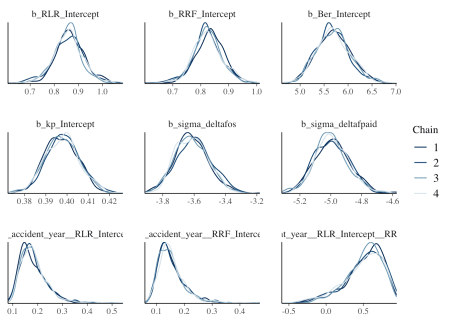 b_RLR_Intercept b_RRF_Intercept b_Ber_Intercept
0.7 0.8 0.9 1.0 0.7 0.8 0.9 1.0 5.0 5.5 6.0 6.5 7.0
b_kp_Intercept b_sigma_deltafos b_sigma_deltafpaid
0.38 0.39 0.40 0.41 0.42 -3.8 -3.6 -3.4 -3.2 -5.2 -5.0 -4.8 -4.6
Chain
1
2
3
4
_accident_year__RLR_Interce _accident_year__RRF_Interce it_year__RLR_Intercept__RR
0.1 0.2 0.3 0.4 0.5 0.1 0.2 0.3 0.4 -0.5 0.0 0.5